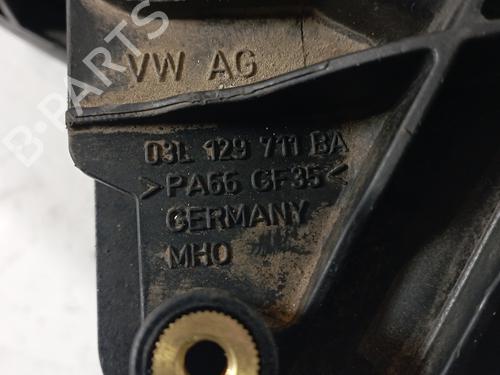 VW AG
03L 129 711 BA
>PA66 GF35<
GERMANY
MHO
B-PARTS